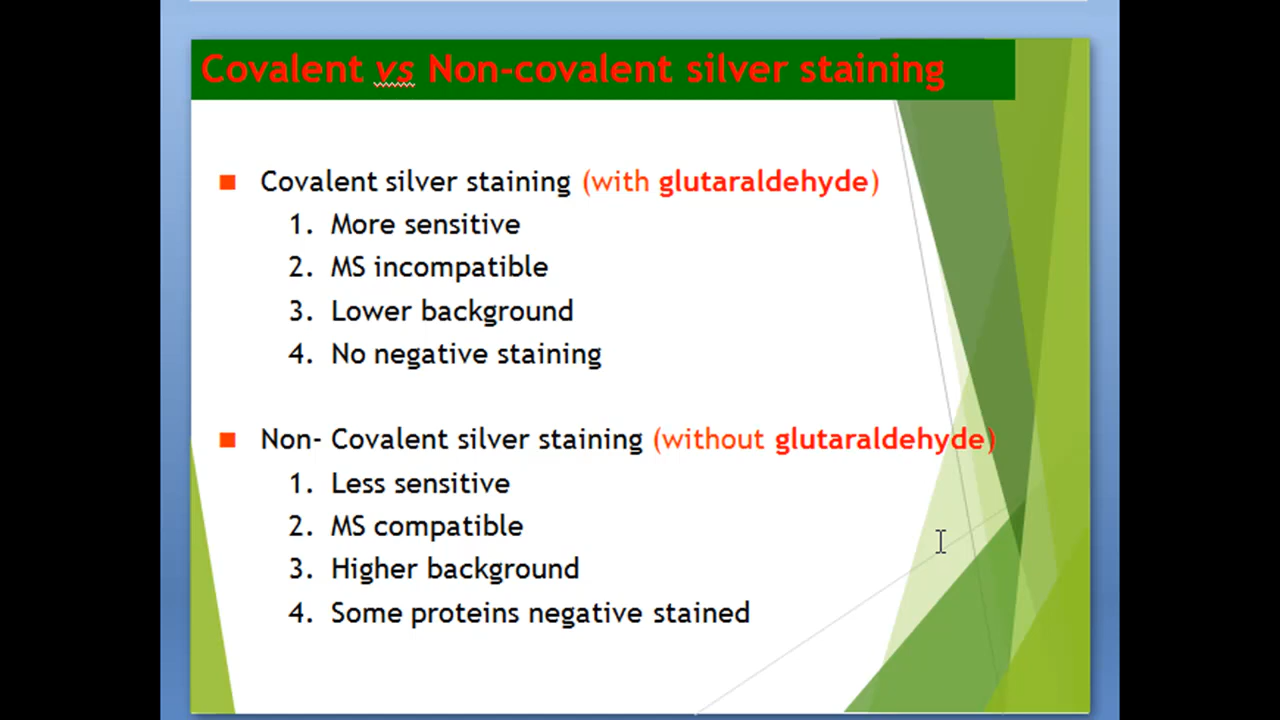 Covalent vs Non-covalent silver staining
■ Covalent silver staining (with glutaraldehyde)
1. More sensitive
2. MS incompatible
3. Lower background
4. No negative staining
■ Non- Covalent silver staining (without glutaraldehyde)
1. Less sensitive
2. MS compatible
3. Higher background
4. Some proteins negative stained